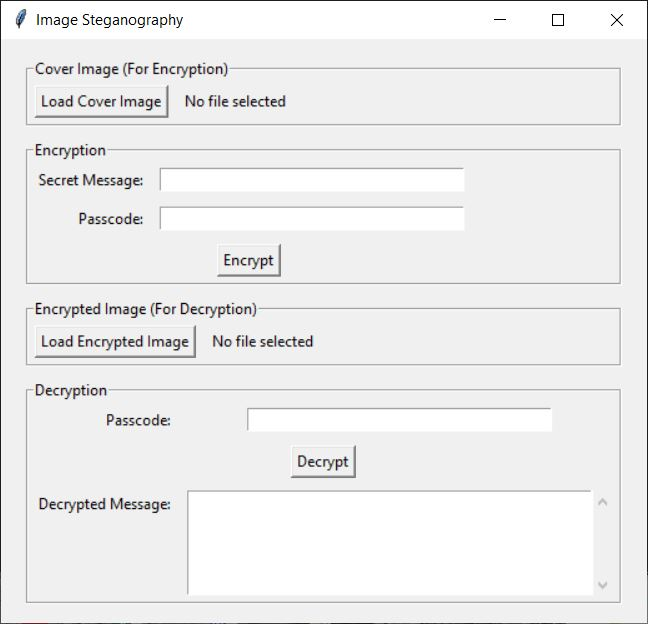 Image Steganography
Cover Image (For Encryption)
Load Cover Image No file selected
Encryption
Secret Message:
Passcode:
Encrypt
Encrypted Image (For Decryption)
Load Encrypted Image No file selected
Decryption
Passcode:
Decrypt
Decrypted Message: